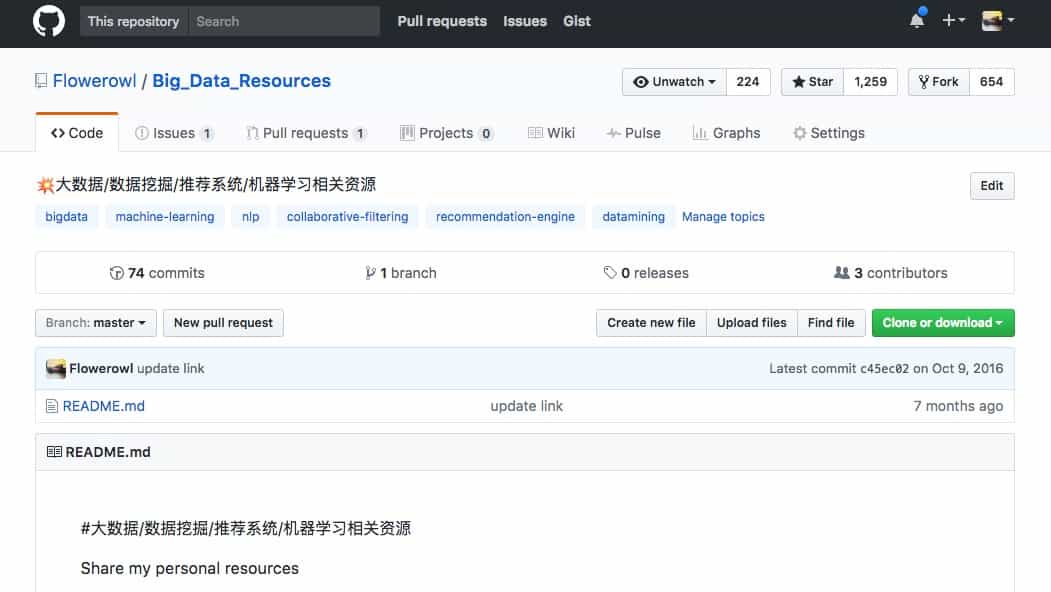 This repository Search Pull requests Issues Gist
Flowerowl / Big_Data_Resources Unwatch 224 Star 1,259 Fork 654
Code Issues 1 Pull requests 1 Projects 0 Wiki Pulse Graphs Settings
💥大数据/数据挖掘/推荐系统/机器学习相关资源 Edit
bigdata machine-learning nlp collaborative-filtering recommendation-engine datamining Manage topics
74 commits 1 branch 0 releases 3 contributors
Branch: master New pull request Create new file Upload files Find file Clone or download
Flowerowl update link Latest commit c45ec02 on Oct 9, 2016
README.md update link 7 months ago
README.md
#大数据/数据挖掘/推荐系统/机器学习相关资源
Share my personal resources